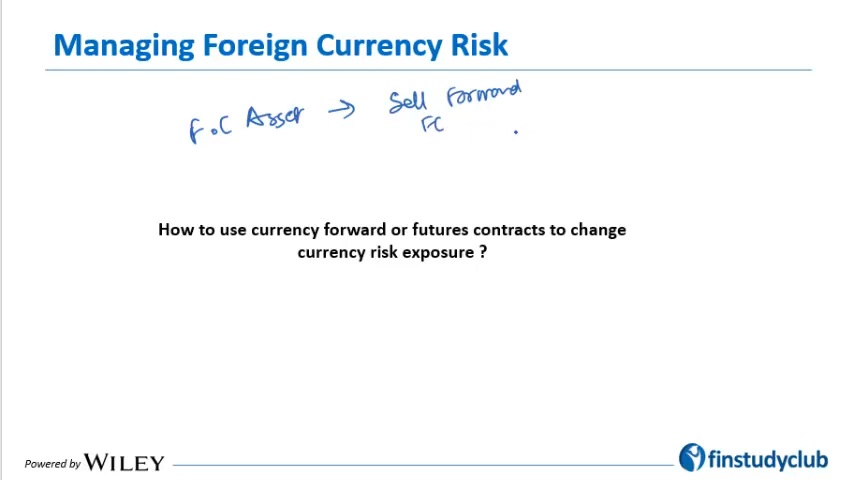 Managing Foreign Currency Risk
F.C Asset → Sell Forward
FC
How to use currency forward or futures contracts to change
currency risk exposure ?
Powered by WILEY
finstudyclub